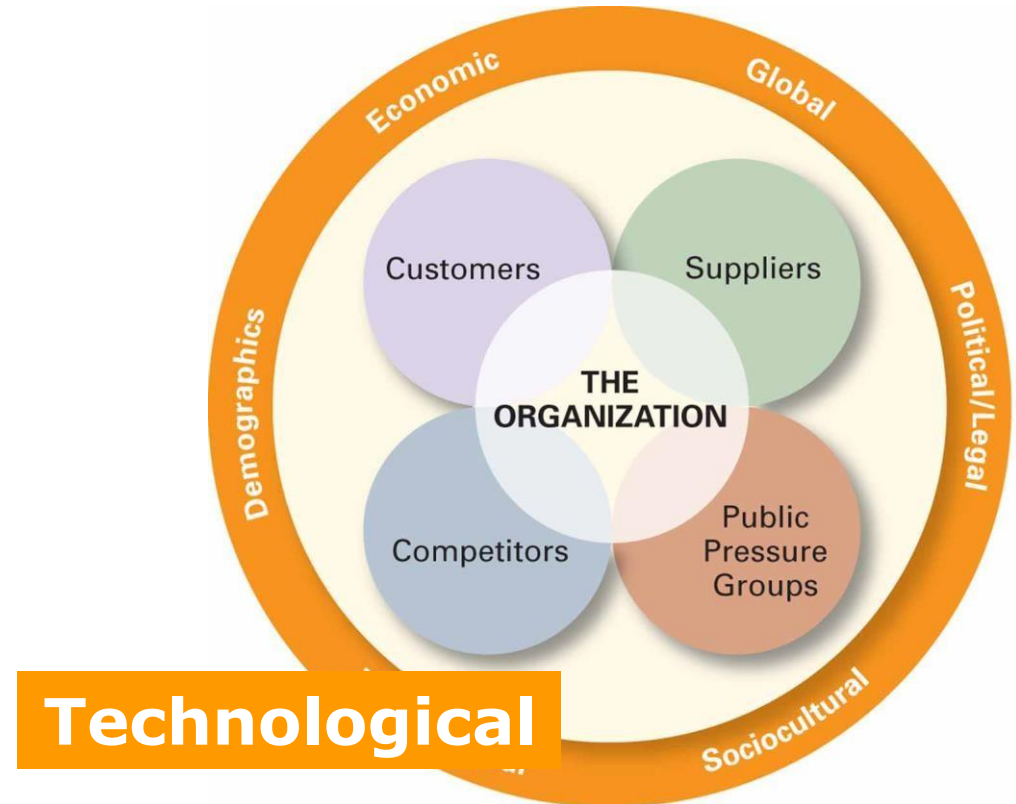 Economic
Global
Customers
Suppliers
Demographics
Political/Legal
THE
ORGANIZATION
Competitors
Public
Pressure
Groups
Technological
Sociocultural